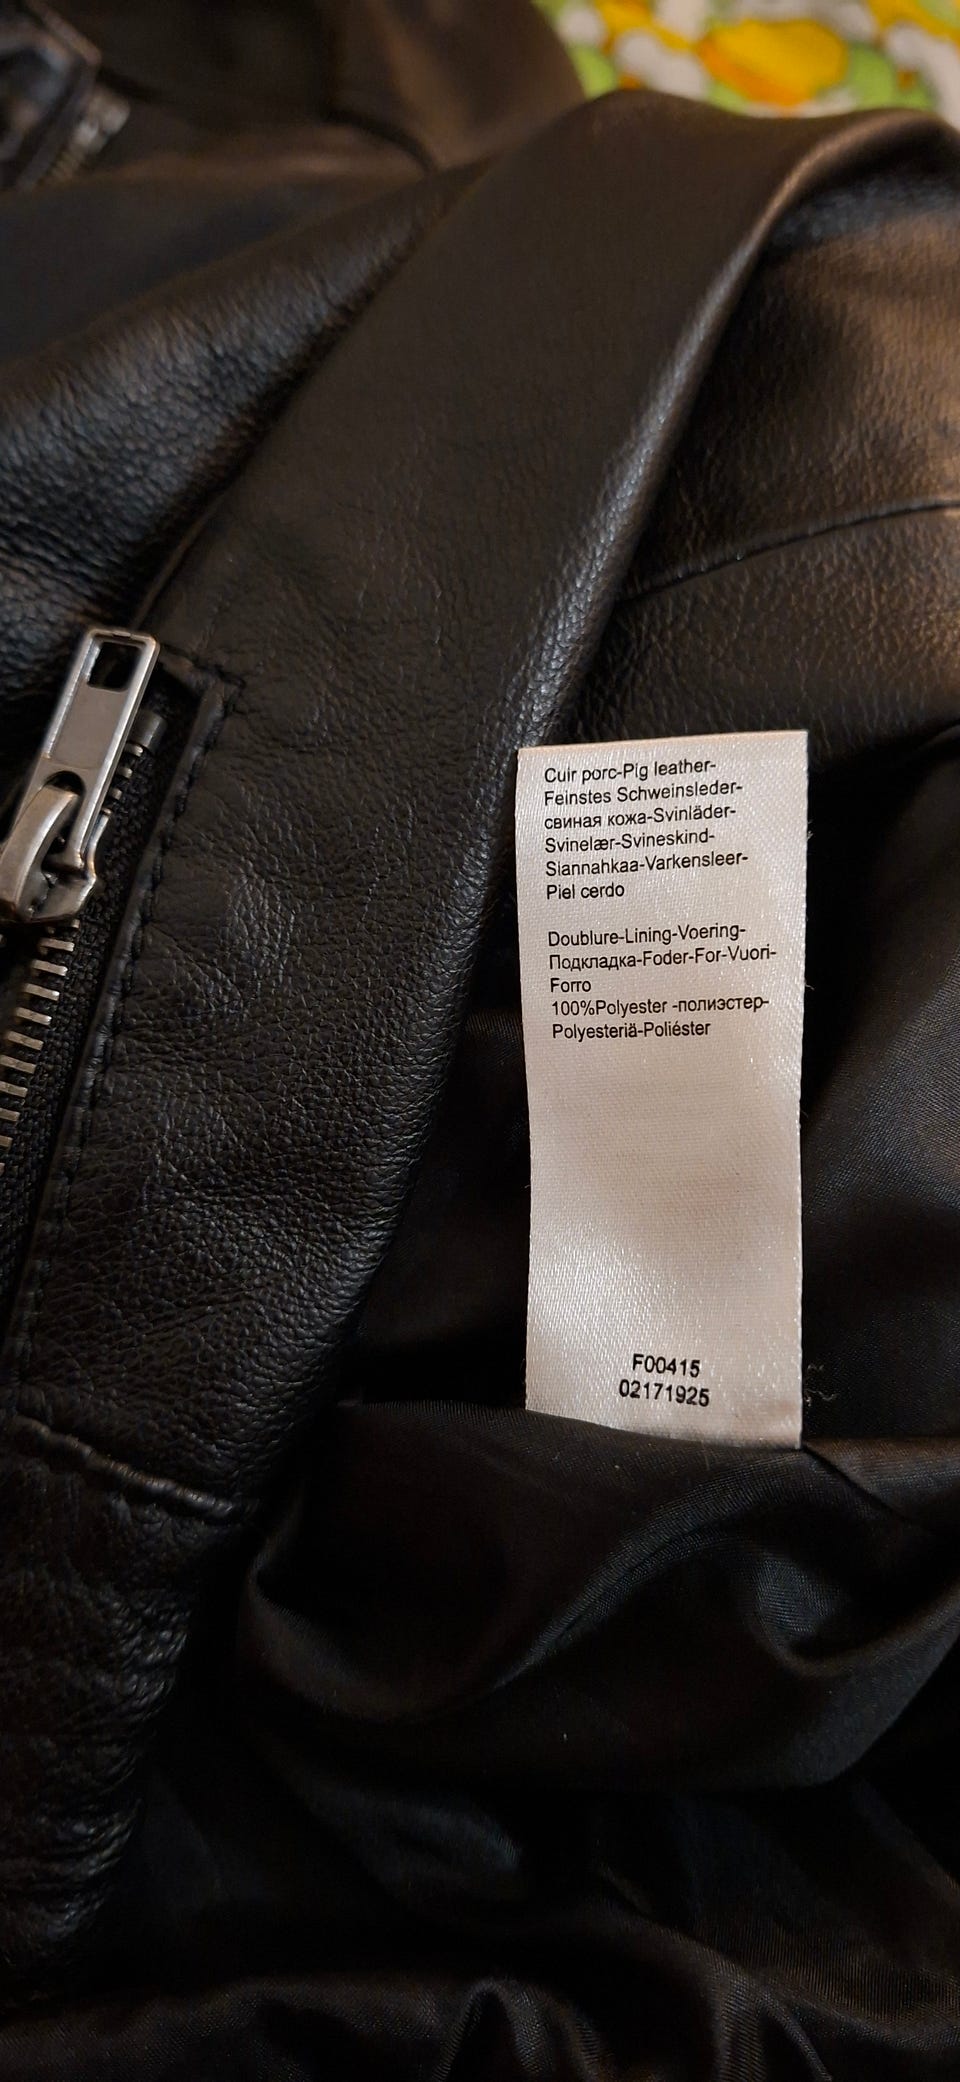 Cuir porc-Pig leather-
Feinstes Schweinsleder-
свиная кожа-Svinläder-
Svinelær-Svineskind-
Siannahkaa-Varkensleer-
Piel cerdo
Doublure-Lining-Voering-
Подкладка-Foder-For-Vuori-
Forro
100%Polyester -полиэстер-
Polyesteriä-Poliéster
F00415
02171925